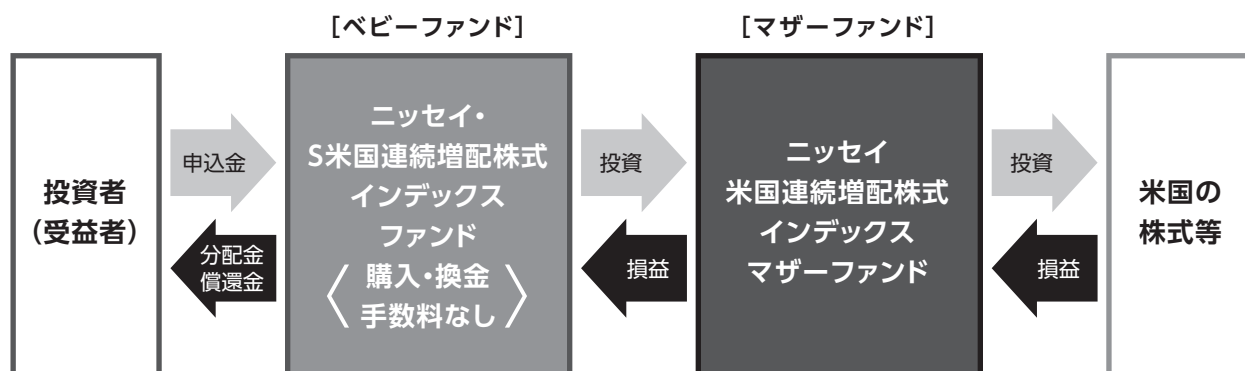 ［ベビーファンド］
［マザーファンド］
投資者
（受益者）
申込金
分配金
償還金
ニッセイ・
S米国連続増配株式
インデックス
ファンド
〈購入・換金
手数料なし〉
投資
損益
ニッセイ
米国連続増配株式
インデックス
マザーファンド
投資
損益
米国の
株式等